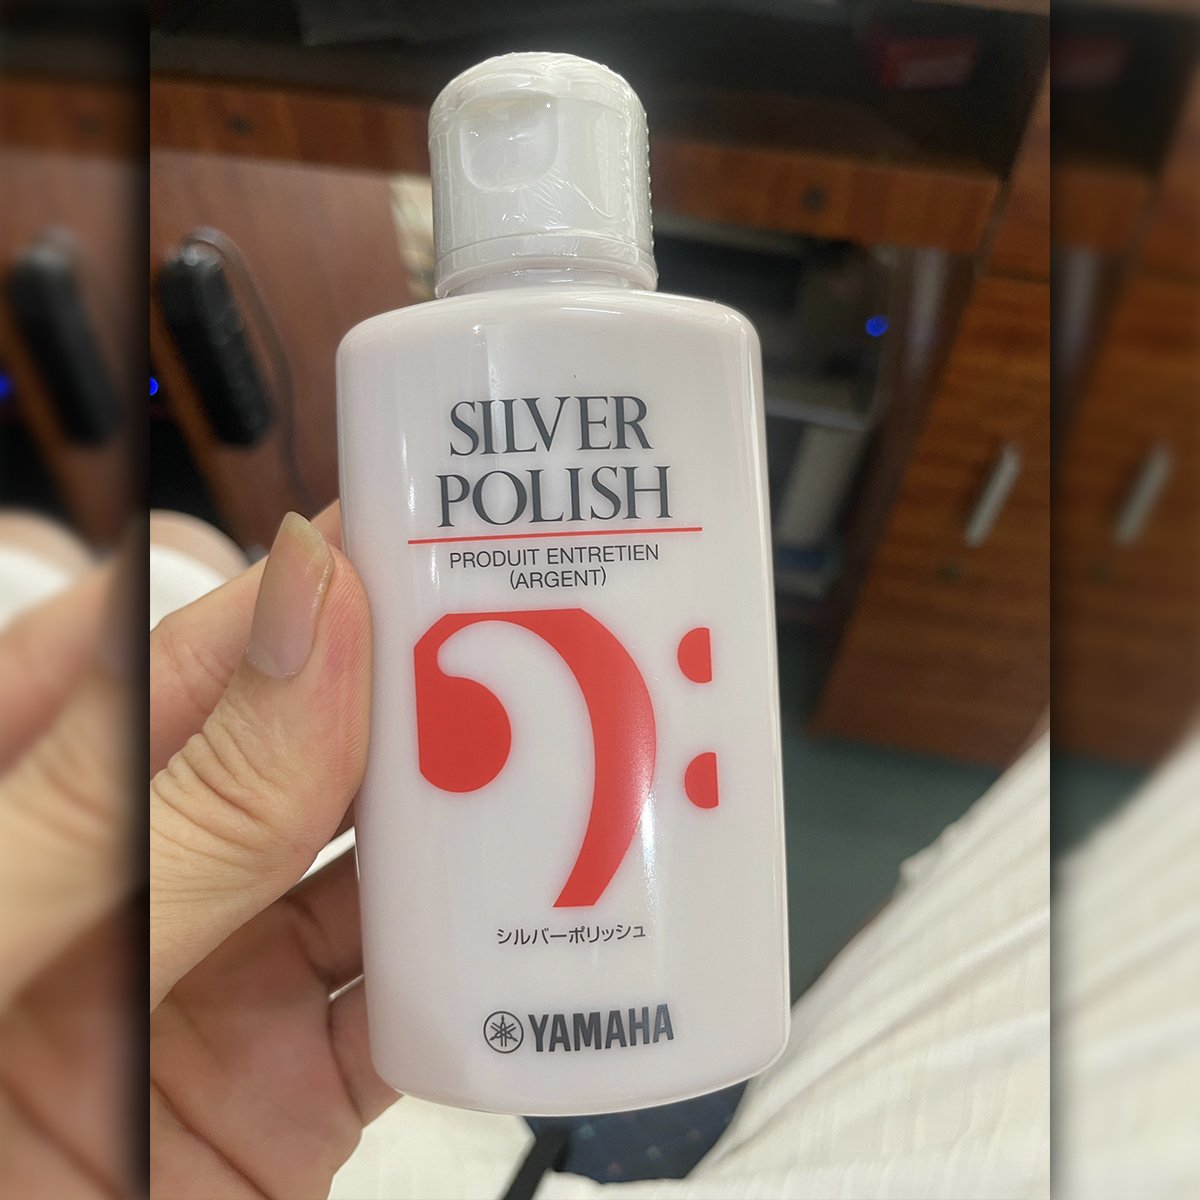 SILVER
POLISH
PRODUIT ENTRETIEN
(ARGENT)
シルバーポリッシュ
YAMAHA